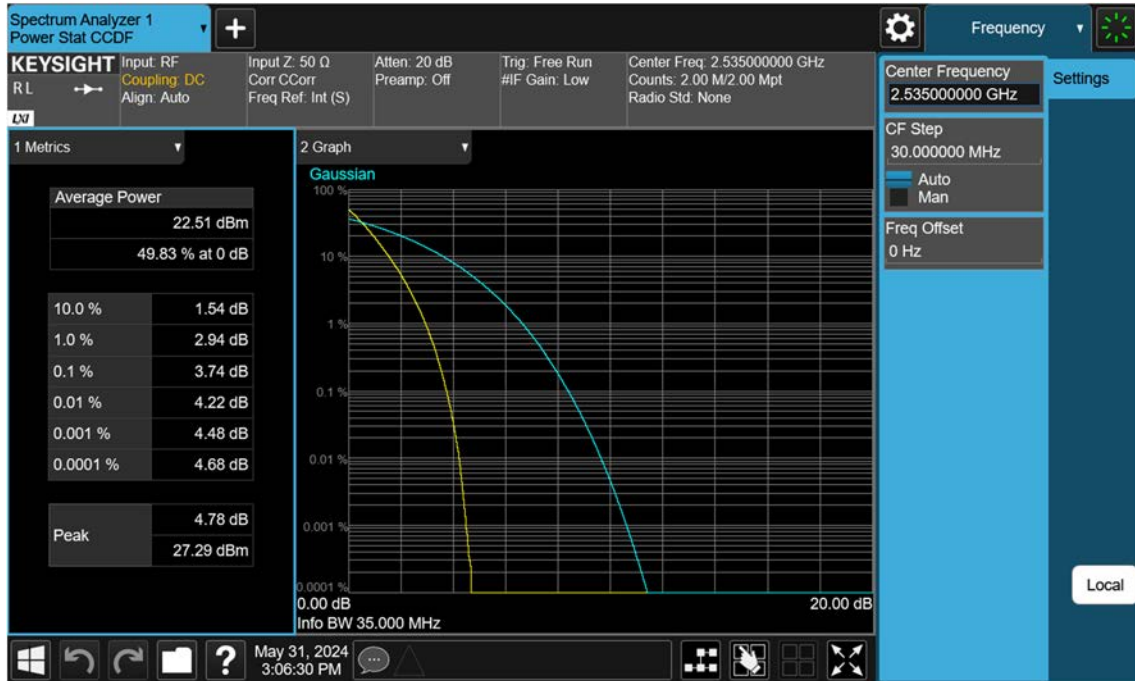 Spectrum Analyzer 1
Power Stat CCDF
+
Frequency
KEYSIGHT
R L
LXI
Input: RF
Coupling: DC
Align: Auto
Input Z: 50 Ω
Corr CCorr
Freq Ref: Int (S)
Atten: 20 dB
Preamp: Off
Trig: Free Run
#IF Gain: Low
Center Freq: 2.535000000 GHz
Counts: 2.00 M/2.00 Mpt
Radio Std: None
Center Frequency
2.535000000 GHz
Settings
CF Step
30.000000 MHz
Auto
Man
Freq Offset
0 Hz
1 Metrics
Average Power
22.51 dBm
49.83 % at 0 dB
10.0 % 1.54 dB
1.0 % 2.94 dB
0.1 % 3.74 dB
0.01 % 4.22 dB
0.001 % 4.48 dB
0.0001 % 4.68 dB
Peak
4.78 dB
27.29 dBm
2 Graph
Gaussian
100 %
10 %
1 %
0.1 %
0.01 %
0.001 %
0.0001 %
0.00 dB 20.00 dB
Info BW 35.000 MHz
Local
?
May 31, 2024
3:06:30 PM